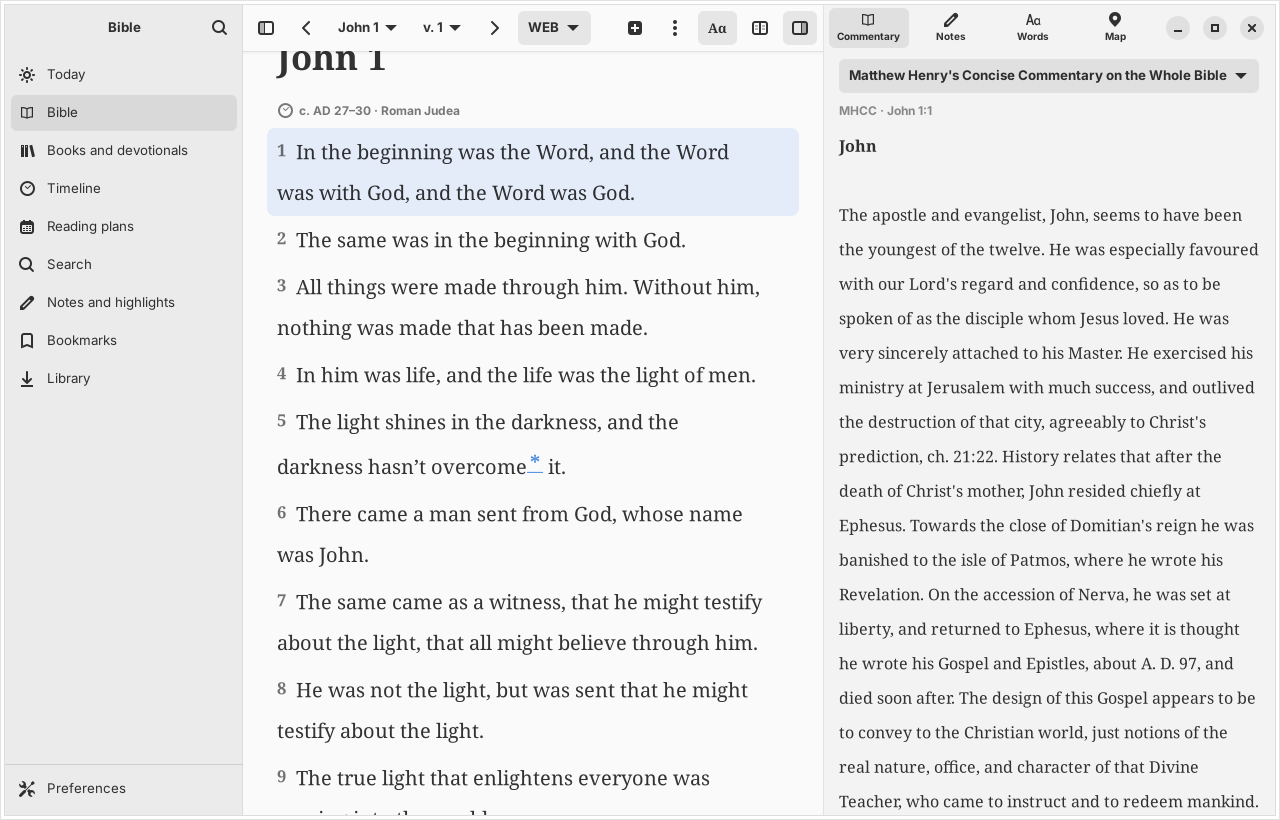 Bible
Today
Bible
Books and devotionals
Timeline
Reading plans
Search
Notes and highlights
Bookmarks
Library
Preferences
John 1
v. 1
WEB
Aα
John 1
c. AD 27–30 · Roman Judea
1 In the beginning was the Word, and the Word
was with God, and the Word was God.
2 The same was in the beginning with God.
3 All things were made through him. Without him,
nothing was made that has been made.
4 In him was life, and the life was the light of men.
5 The light shines in the darkness, and the
darkness hasn’t overcome* it.
6 There came a man sent from God, whose name
was John.
7 The same came as a witness, that he might testify
about the light, that all might believe through him.
8 He was not the light, but was sent that he might
testify about the light.
9 The true light that enlightens everyone was
Commentary
Notes
Aα
Words
Map
Matthew Henry's Concise Commentary on the Whole Bible
MHCC · John 1:1
John
The apostle and evangelist, John, seems to have been
the youngest of the twelve. He was especially favoured
with our Lord's regard and confidence, so as to be
spoken of as the disciple whom Jesus loved. He was
very sincerely attached to his Master. He exercised his
ministry at Jerusalem with much success, and outlived
the destruction of that city, agreeably to Christ's
prediction, ch. 21:22. History relates that after the
death of Christ's mother, John resided chiefly at
Ephesus. Towards the close of Domitian's reign he was
banished to the isle of Patmos, where he wrote his
Revelation. On the accession of Nerva, he was set at
liberty, and returned to Ephesus, where it is thought
he wrote his Gospel and Epistles, about A. D. 97, and
died soon after. The design of this Gospel appears to be
to convey to the Christian world, just notions of the
real nature, office, and character of that Divine
Teacher, who came to instruct and to redeem mankind.